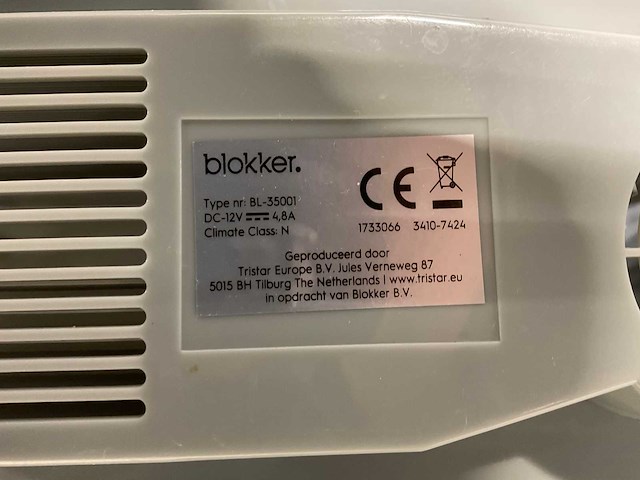 blokker.
Type nr: BL-35001
DC-12V 4,8A
Climate Class: N
CE
1733066 3410-7424
Geproduceerd door
Tristar Europe B.V. Jules Verneweg 87
5015 BH Tilburg The Netherlands | www.tristar.eu
in opdracht van Blokker B.V.